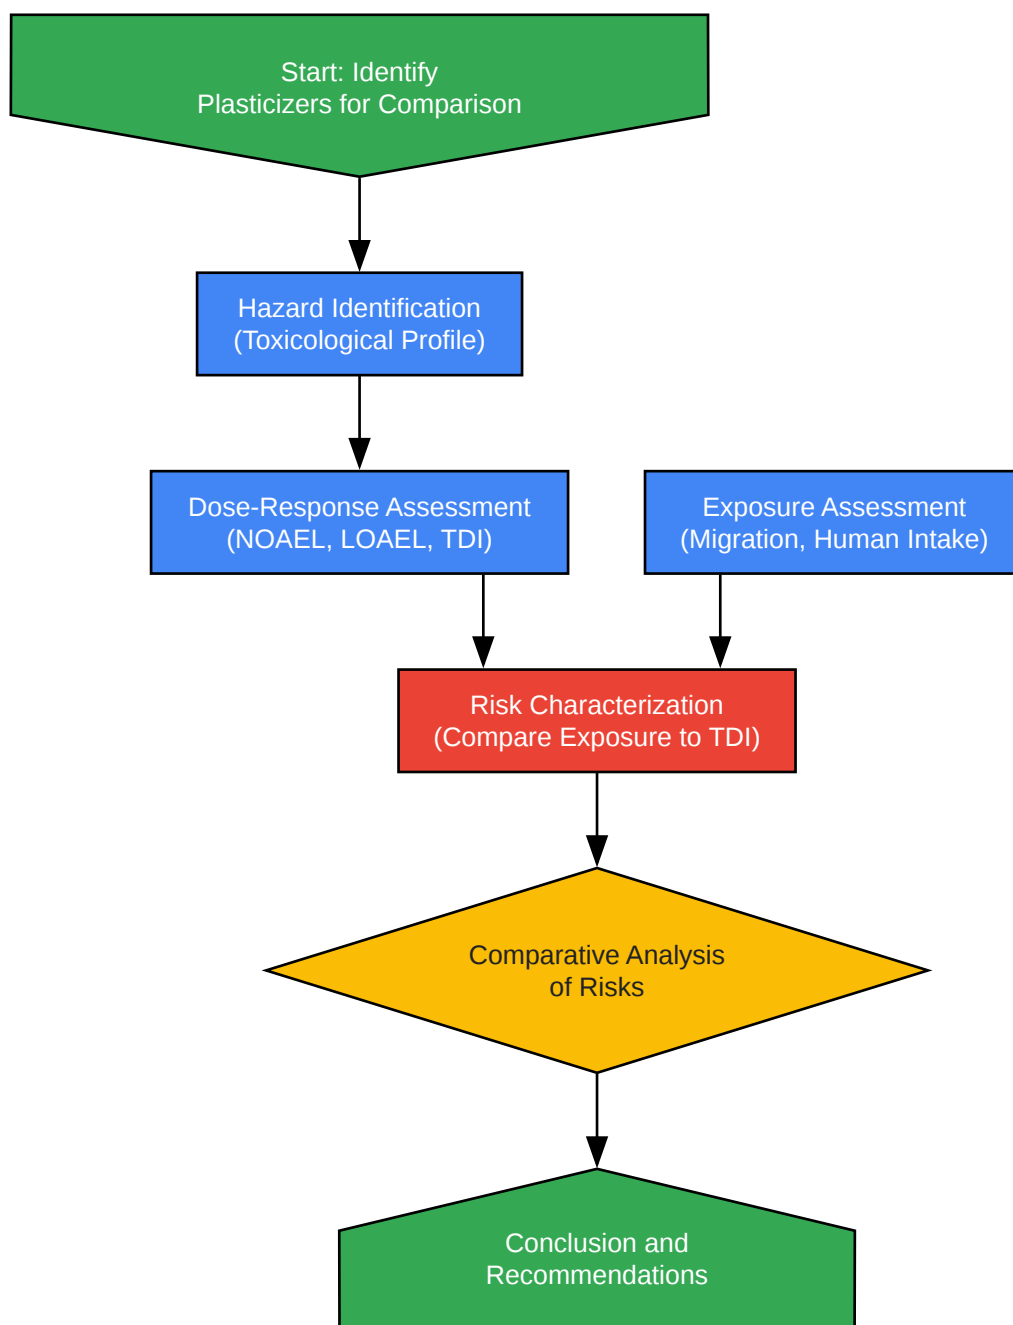 Start: Identify
Plasticizers for Comparison
Hazard Identification
(Toxicological Profile)
Dose-Response Assessment
(NOAEL, LOAEL, TDI)
Exposure Assessment
(Migration, Human Intake)
Risk Characterization
(Compare Exposure to TDI)
Comparative Analysis
of Risks
Conclusion and
Recommendations